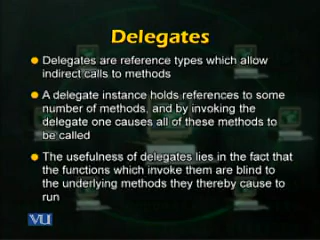 Delegates
Delegates are reference types which allow
indirect calls to methods
A delegate instance holds references to some
number of methods, and by invoking the
delegate one causes all of these methods to
be called
The usefulness of delegates lies in the fact that
the functions which invoke them are blind to
the underlying methods they thereby cause to
run
VU